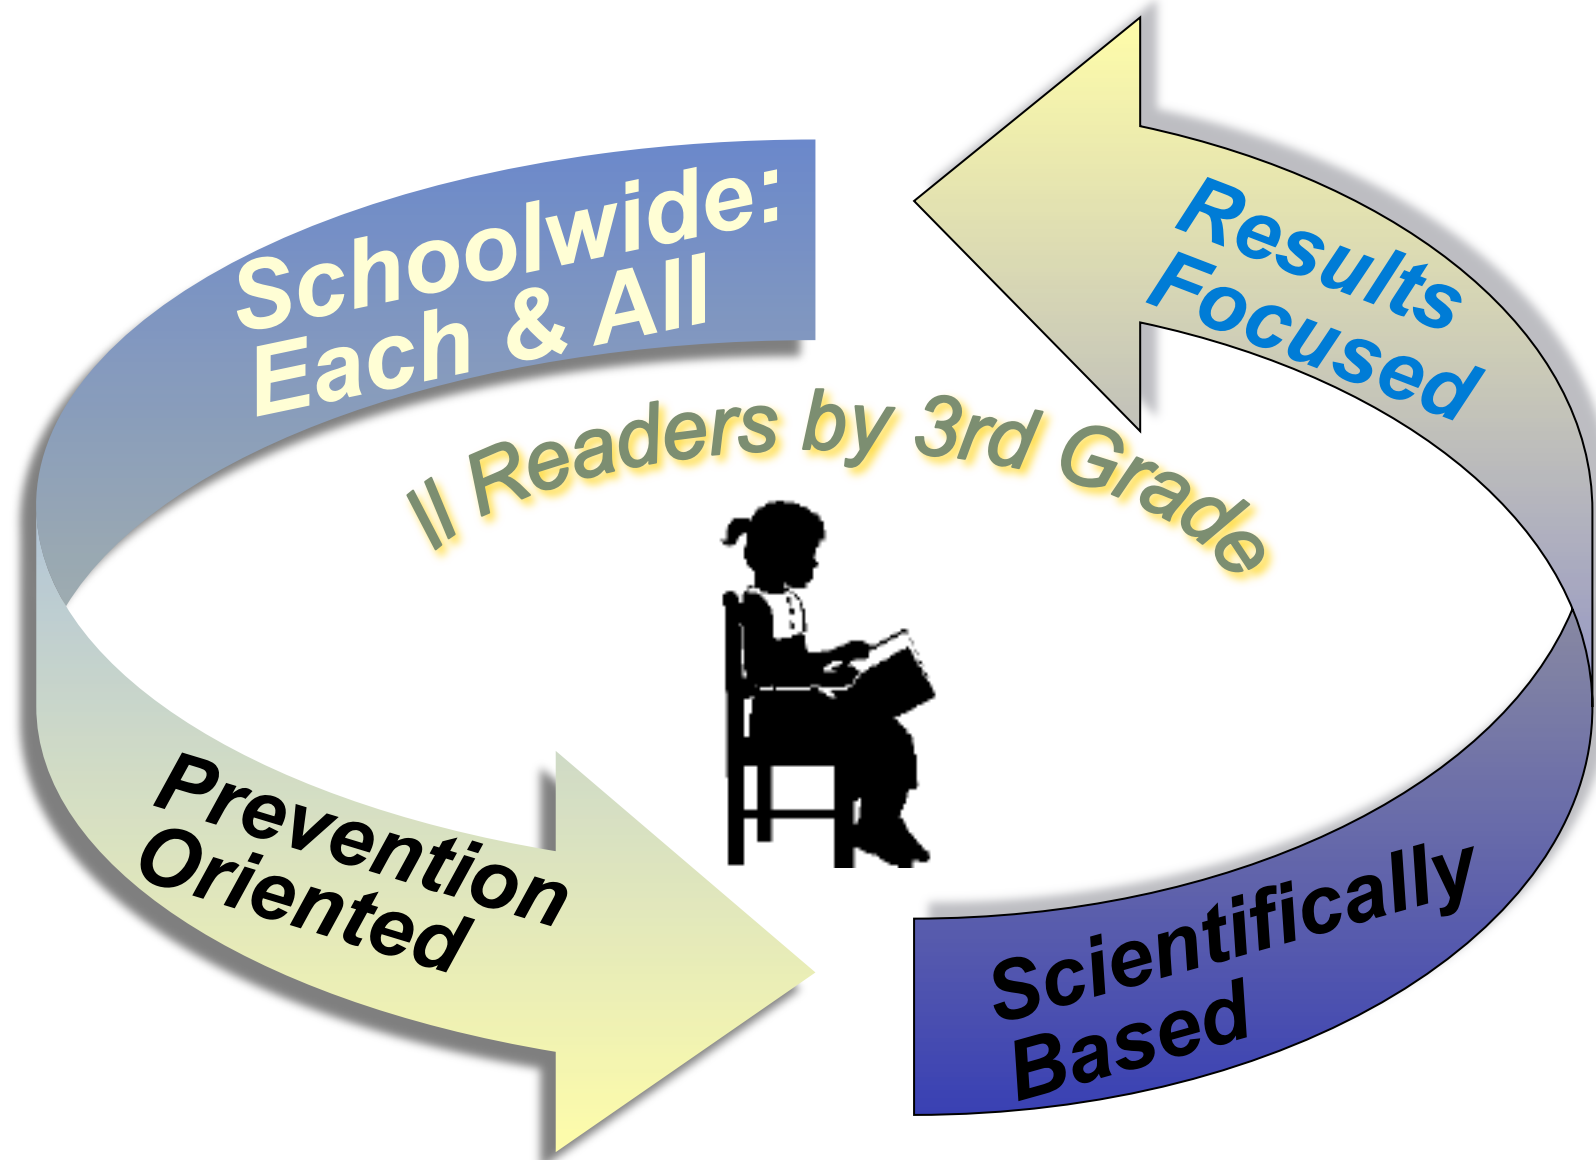 Schoolwide:
Each & All
Results
Focused
ll Readers by 3rd Grade
Prevention
Oriented
Scientifically
Based